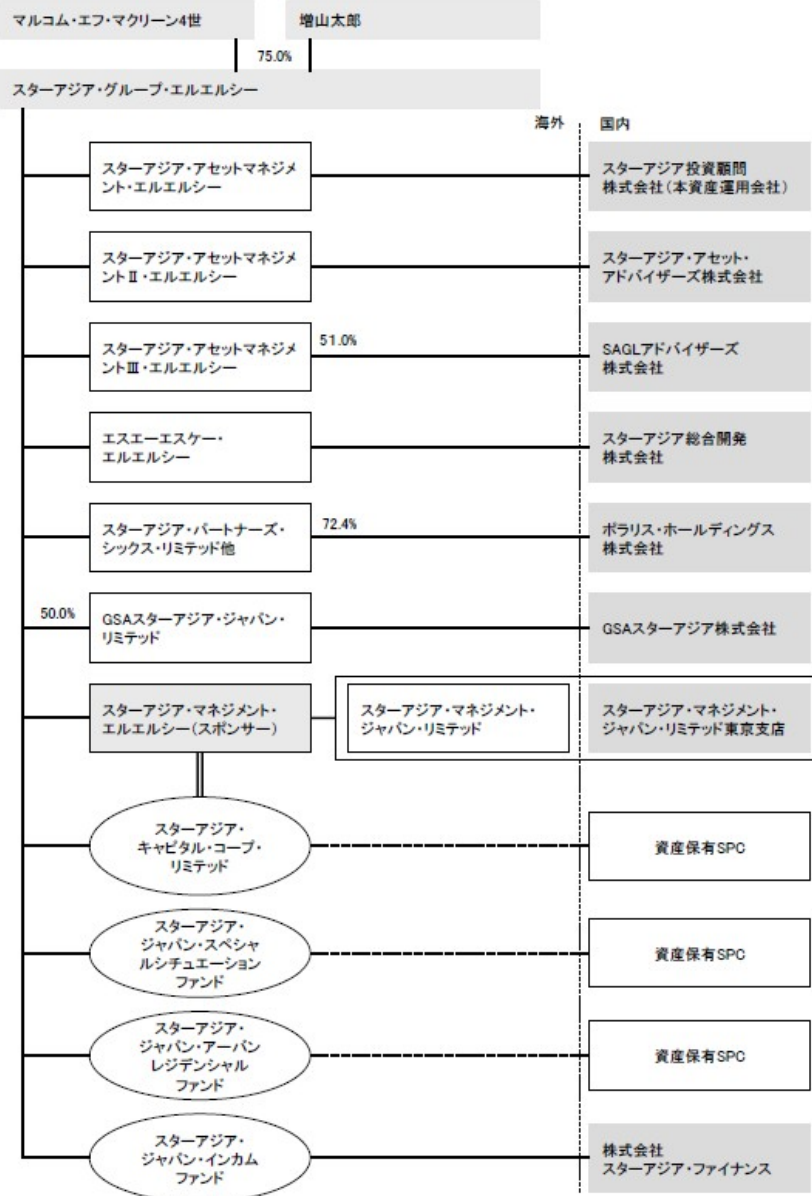 マルコム・エフ・マクリーン4世
増山太郎
75.0%
スターアジア・グループ・エルエルシー
海外
国内
スターアジア・アセットマネジメ
ント・エルエルシー
スターアジア投資顧問
株式会社(本資産運用会社)
スターアジア・アセットマネジメ
ントⅡ・エルエルシー
スターアジア・アセット・
アドバイザーズ株式会社
スターアジア・アセットマネジメ
ントⅢ・エルエルシー
51.0%
SAGLアドバイザーズ
株式会社
エスエーエスケー・
エルエルシー
スターアジア総合開発
株式会社
スターアジア・パートナーズ・
シックス・リミテッド他
72.4%
ポラリス・ホールディングス
株式会社
50.0%
GSAスターアジア・ジャパン・
リミテッド
GSAスターアジア株式会社
スターアジア・マネジメント・
エルエルシー(スポンサー)
スターアジア・マネジメント・
ジャパン・リミテッド
スターアジア・マネジメント・
ジャパン・リミテッド東京支店
スターアジア・
キャピタル・コープ・
リミテッド
資産保有SPC
スターアジア・
ジャパン・スペシャ
ルシチュエーション
ファンド
資産保有SPC
スターアジア・
ジャパン・アーバン
レジデンシャル
ファンド
資産保有SPC
スターアジア・
ジャパン・インカム
ファンド
株式会社
スターアジア・ファイナンス